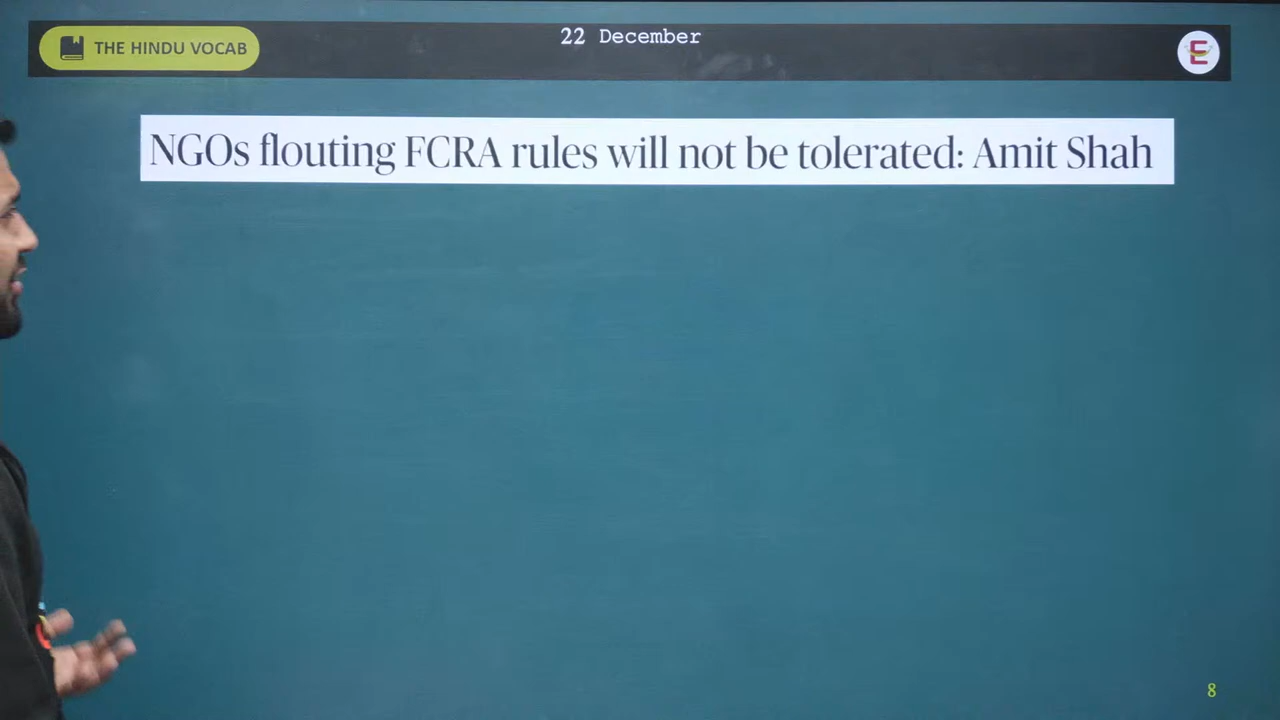 THE HINDU VOCAB
22 December
E
NGOs flouting FCRA rules will not be tolerated: Amit Shah
8